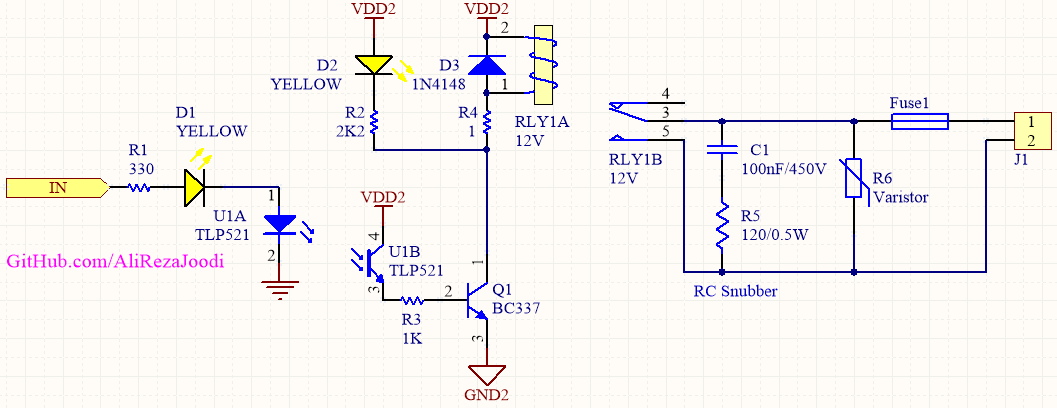 VDD2
VDD2
2
D2
YELLOW
D3
1N4148
1
R2
2K2
R4
1
RLY1A
12V
D1
YELLOW
R1
330
IN
1
U1A
TLP521
2
GitHub.com/AliRezaJoodi
VDD2
4
U1B
TLP521
3
R3
1K
2
1
Q1
BC337
3
GND2
4
3
5
RLY1B
12V
C1
100nF/450V
R5
120/0.5W
RC Snubber
R6
Varistor
Fuse1
1
2
J1